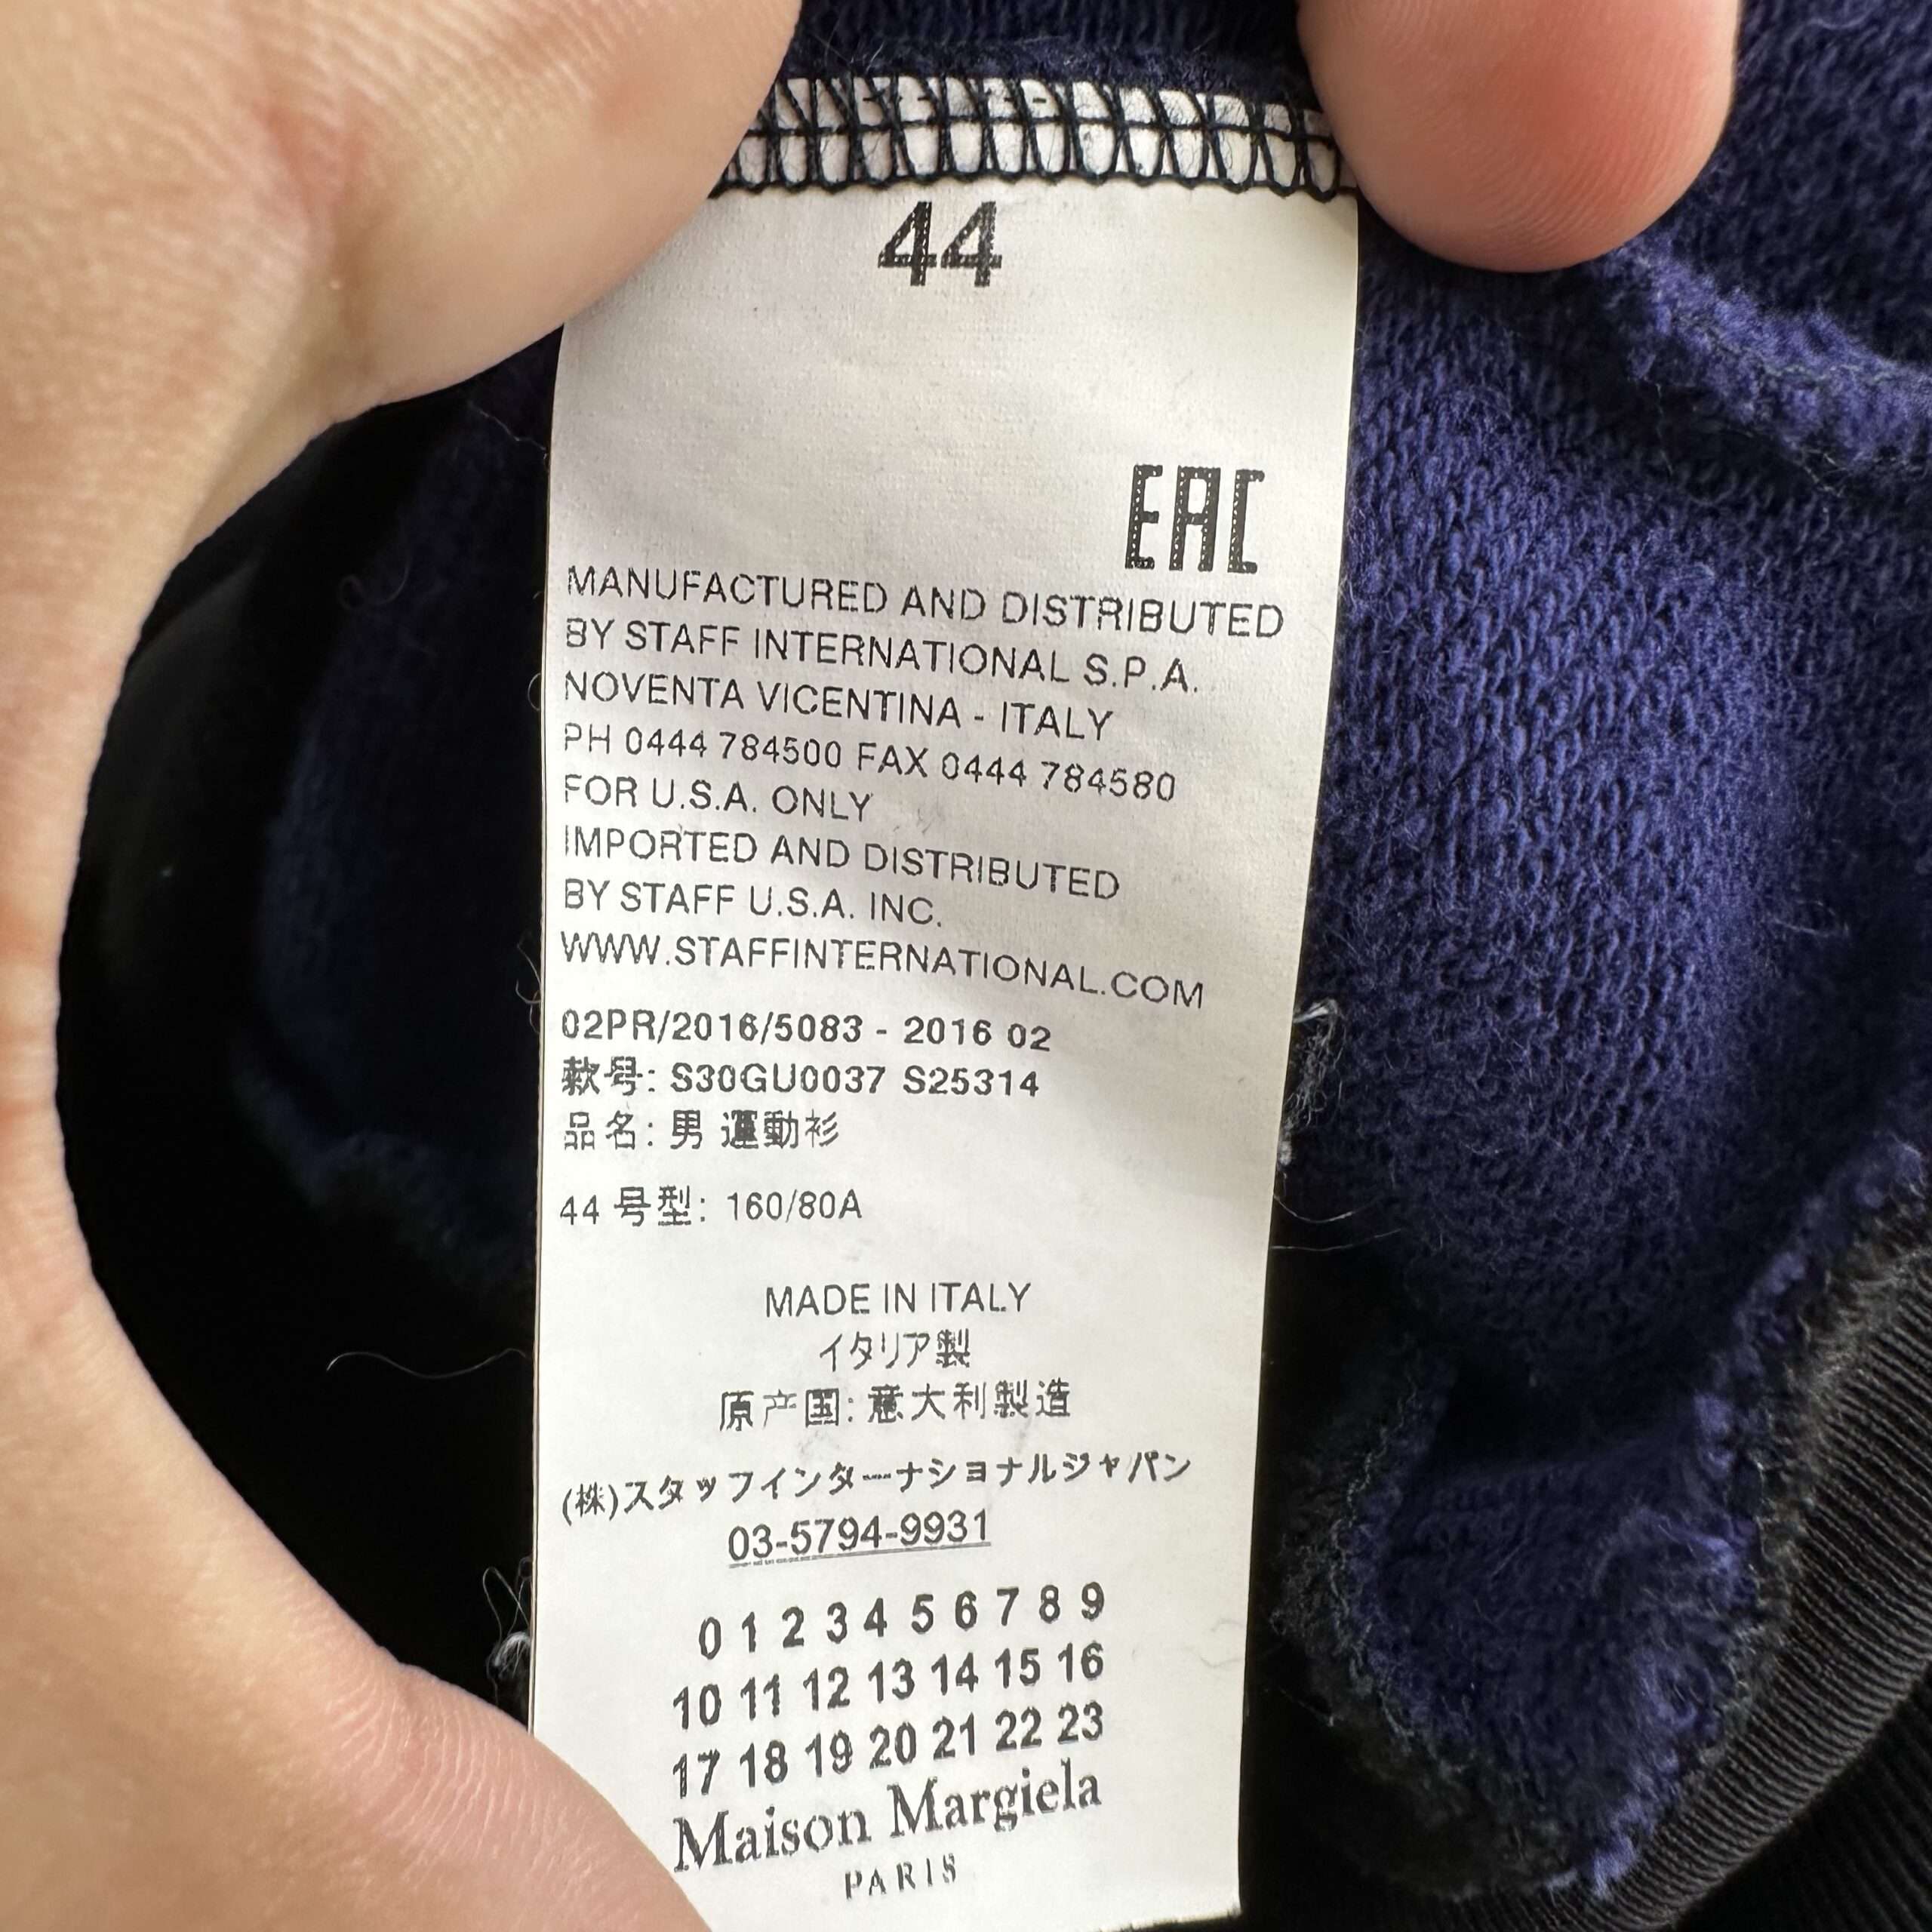 44
EAC
MANUFACTURED AND DISTRIBUTED
BY STAFF INTERNATIONAL S.P.A.
NOVENTA VICENTINA - ITALY
PH 0444 784500 FAX 0444 784580
FOR U.S.A. ONLY
IMPORTED AND DISTRIBUTED
BY STAFF U.S.A. INC.
WWW.STAFFINTERNATIONAL.COM
02PR/2016/5083 - 2016 02
款号: S30GU0037 S25314
品名: 男 運動衫
44 号型: 160/80A
MADE IN ITALY
イタリア製
原产国: 意大利製造
(株)スタッフインターナショナルジャパン
03-5794-9931
0 1 2 3 4 5 6 7 8 9
10 11 12 13 14 15 16
17 18 19 20 21 22 23
Maison Margiela
PARIS